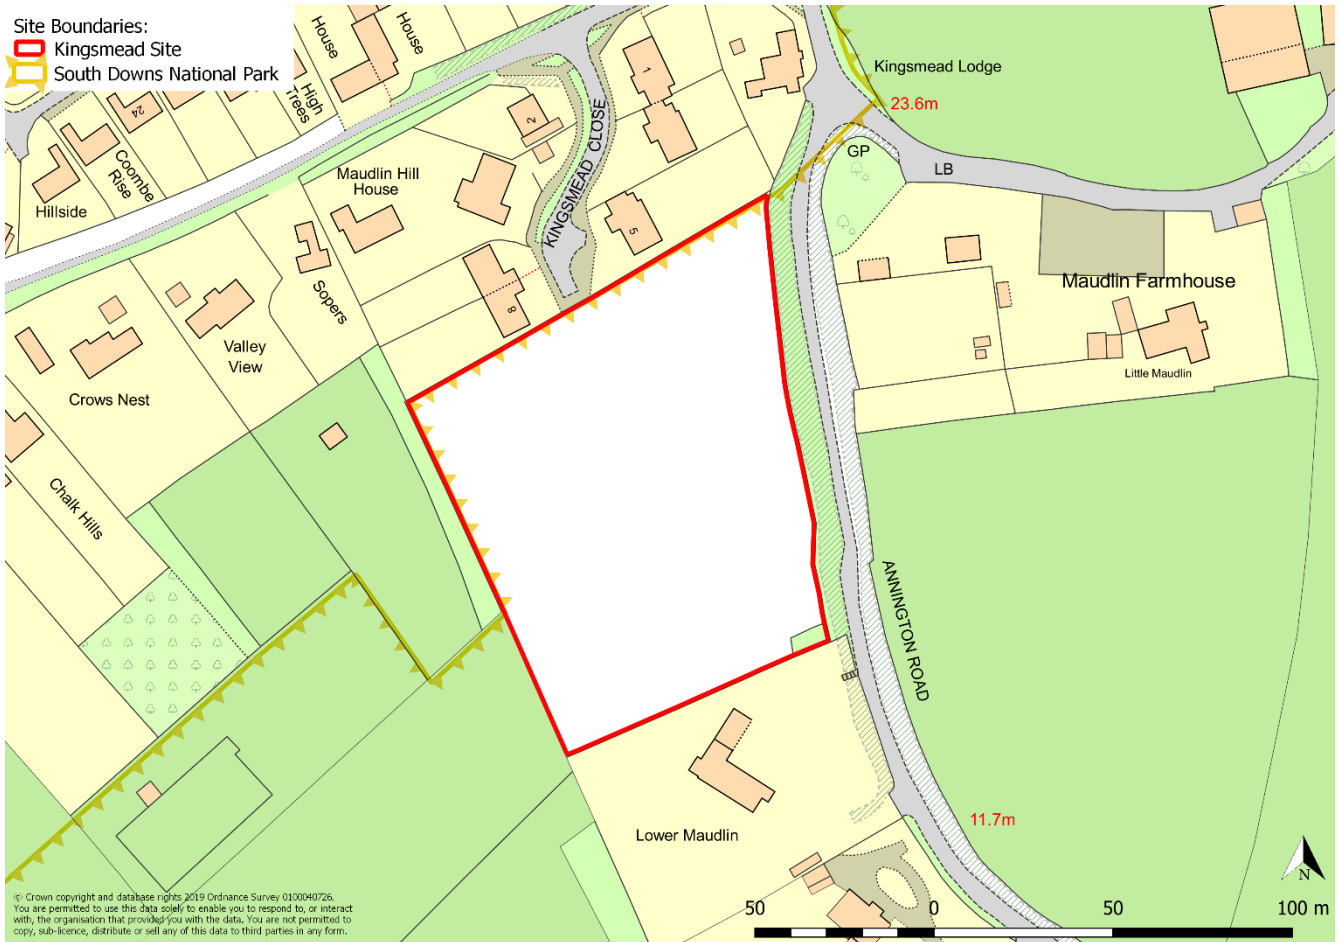 Site Boundaries:
Kingsmead Site
South Downs National Park
House
House
High
Trees
24
Coombe
Rise
Hillside
Maudlin Hill
House
2
1
KINGSMEAD CLOSE
5
8
Sopers
Valley
View
Crows Nest
Chalk Hills
Kingsmead Lodge
23.6m
GP
LB
Maudlin Farmhouse
Little Maudlin
ANNINGTON ROAD
11.7m
Lower Maudlin
N
50 0 50 100 m
© Crown copyright and database rights 2019 Ordnance Survey 0100040726.
You are permitted to use this data solely to enable you to respond to, or interact
with, the organisation that provided you with the data. You are not permitted to
copy, sub-licence, distribute or sell any of this data to third parties in any form.